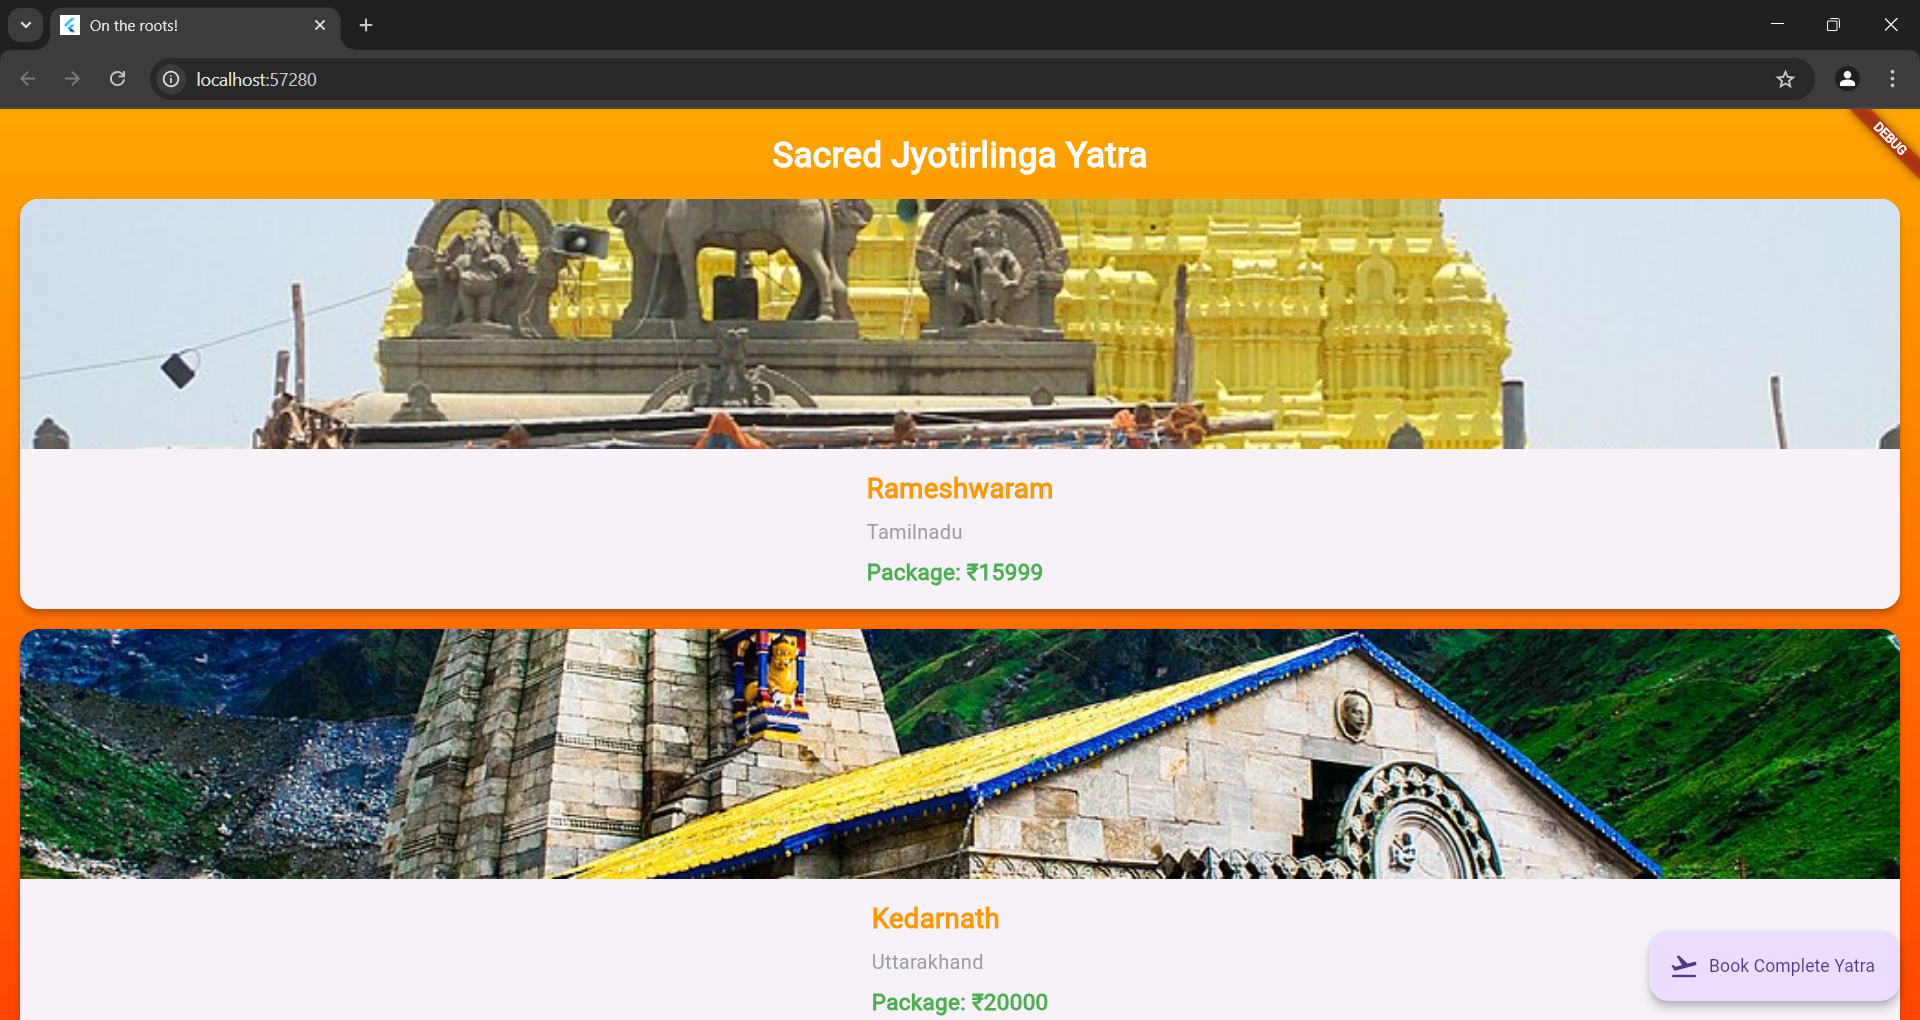 On the roots!
localhost:57280
DEBUG
Sacred Jyotirlinga Yatra
Rameshwaram
Tamilnadu
Package: ₹15999
Kedarnath
Uttarakhand
Package: ₹20000
Book Complete Yatra